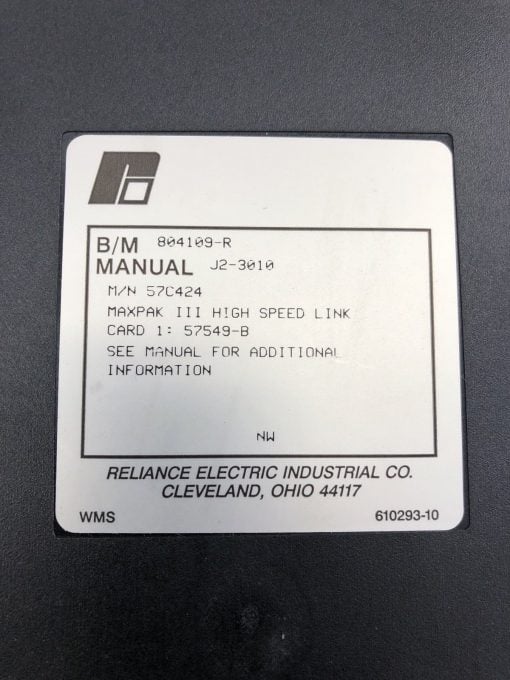 B/M 804109-R
MANUAL J2-3010
M/N 57C424
MAXPAK III HIGH SPEED LINK
CARD 1: 57549-B
SEE MANUAL FOR ADDITIONAL
INFORMATION
NW
RELIANCE ELECTRIC INDUSTRIAL CO.
CLEVELAND, OHIO 44117
WMS 610293-10